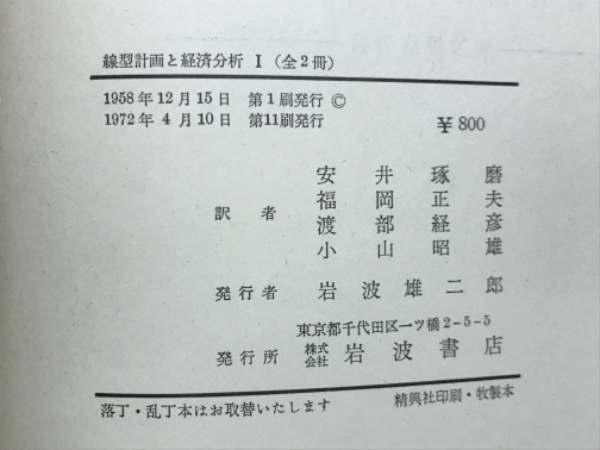 線型計画と経済分析 Ⅰ（全2冊）
1958年12月15日 第1刷発行 ©
1972年4月10日 第11刷発行
¥800
安井琢磨
福岡正夫
訳者
渡部経彦
小山昭雄
発行者 岩波雄二郎
東京都千代田区一ツ橋2-5-5
発行所 株式会社 岩波書店
落丁・乱丁本はお取替いたします
精興社印刷・牧製本